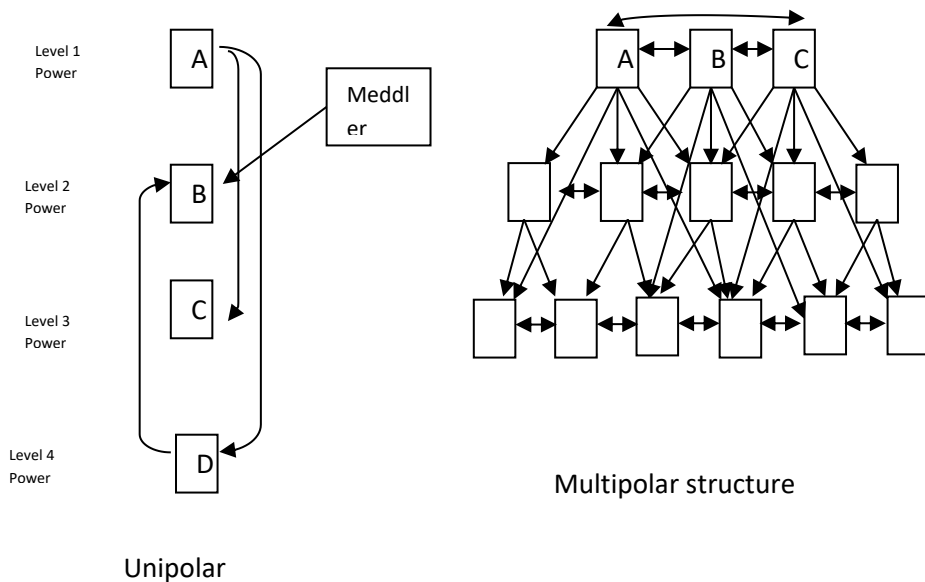 Level 1
Power
A
Meddl
er
Level 2
Power
B
Level 3
Power
C
Level 4
Power
D
Unipolar
A
B
C
Multipolar structure